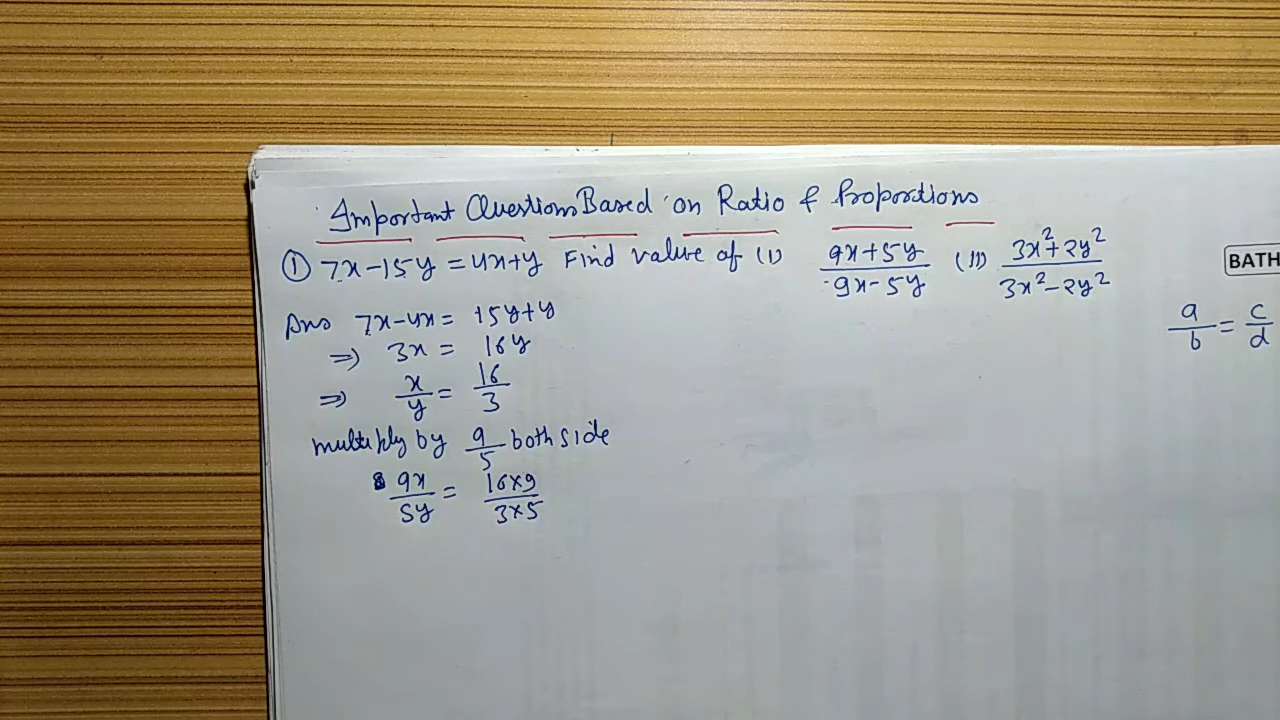 Important Questions Based on Ratio & Proportions
① 7x-15y = 4x+y Find value of (I) 9x+5y/9x-5y (II) 3x²+2y²/3x²-2y²
BATH
a/b = c/d
Ans 7x-4x = 15y+y
⇒ 3x = 16y
⇒ x/y = 16/3
multiply by 9/5 both side
9x/5y = 16×9/3×5